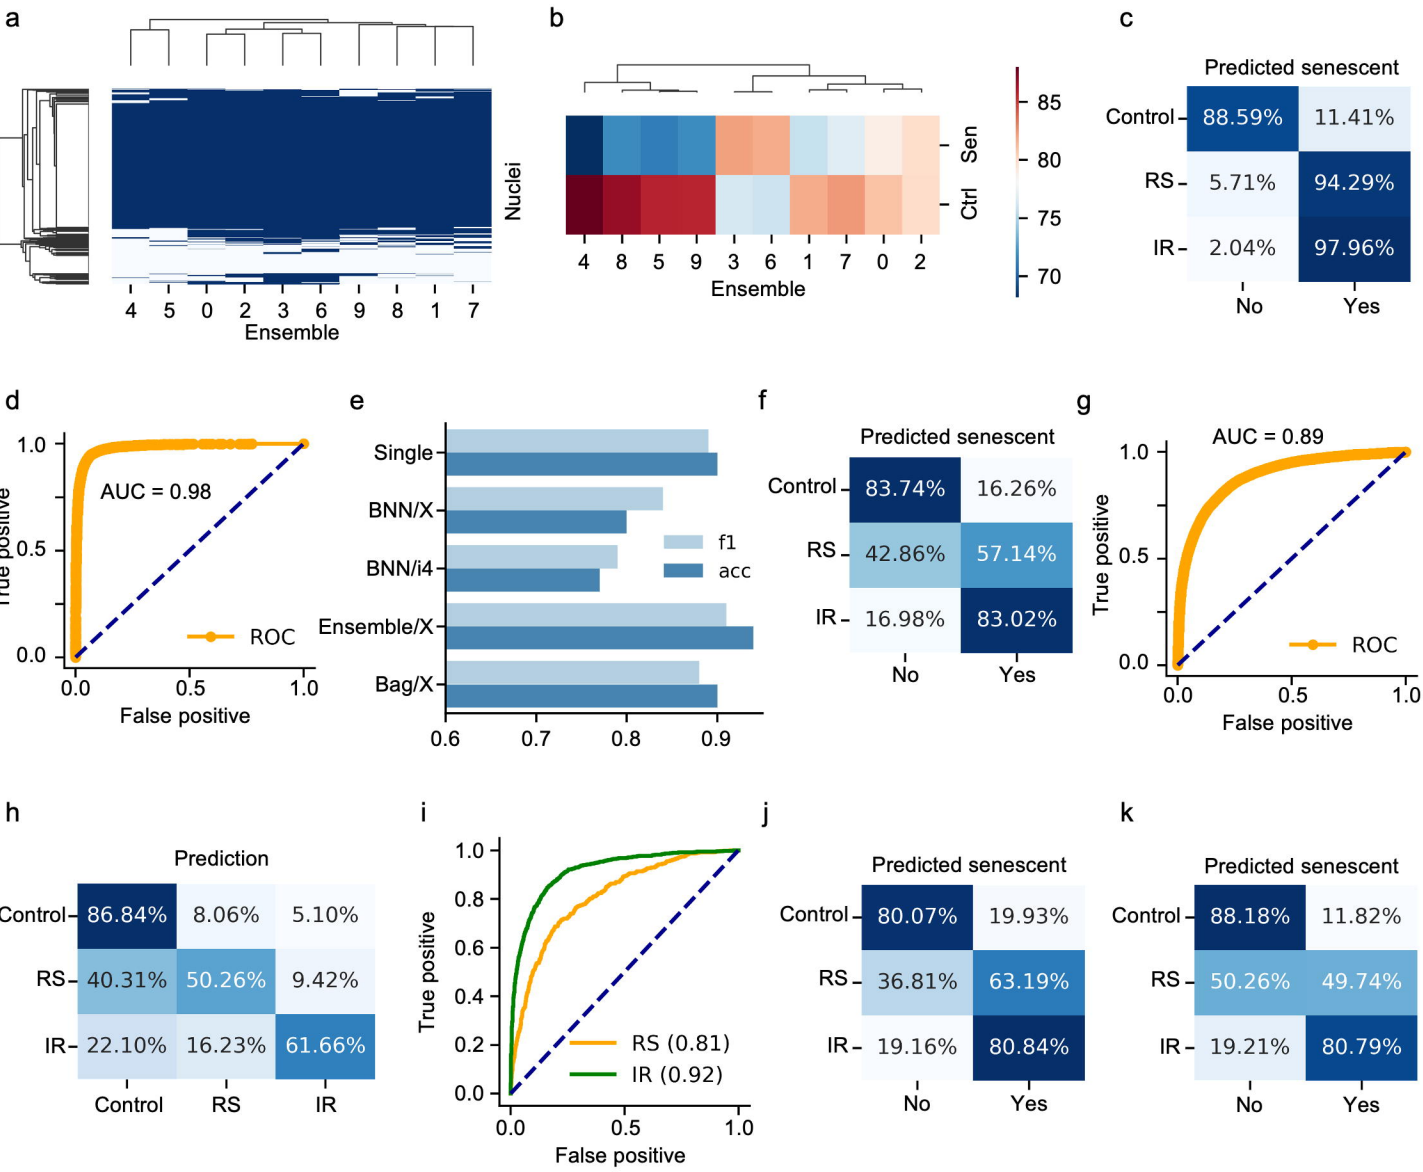 a
Nuclei
4 5 0 2 3 6 9 8 1 7
Ensemble
b
Sen
Ctrl
85
80
75
70
4 8 5 9 3 6 1 7 0 2
Ensemble
c
Predicted senescent
Control 88.59% 11.41%
RS 5.71% 94.29%
IR 2.04% 97.96%
No Yes
d
True positive
1.0
0.5
0.0
AUC = 0.98
ROC
0.0 0.5 1.0
False positive
e
Single
BNN/X
BNN/i4
Ensemble/X
Bag/X
f1
acc
0.6 0.7 0.8 0.9
f
Predicted senescent
Control 83.74% 16.26%
RS 42.86% 57.14%
IR 16.98% 83.02%
No Yes
g
True positive
AUC = 0.89
1.0
0.5
0.0
ROC
0.0 0.5 1.0
False positive
h
Prediction
Control 86.84% 8.06% 5.10%
RS 40.31% 50.26% 9.42%
IR 22.10% 16.23% 61.66%
Control RS IR
i
True positive
1.0
0.8
0.6
0.4
0.2
0.0
RS (0.81)
IR (0.92)
0.0 0.5 1.0
False positive
j
Predicted senescent
Control 80.07% 19.93%
RS 36.81% 63.19%
IR 19.16% 80.84%
No Yes
k
Predicted senescent
Control 88.18% 11.82%
RS 50.26% 49.74%
IR 19.21% 80.79%
No Yes